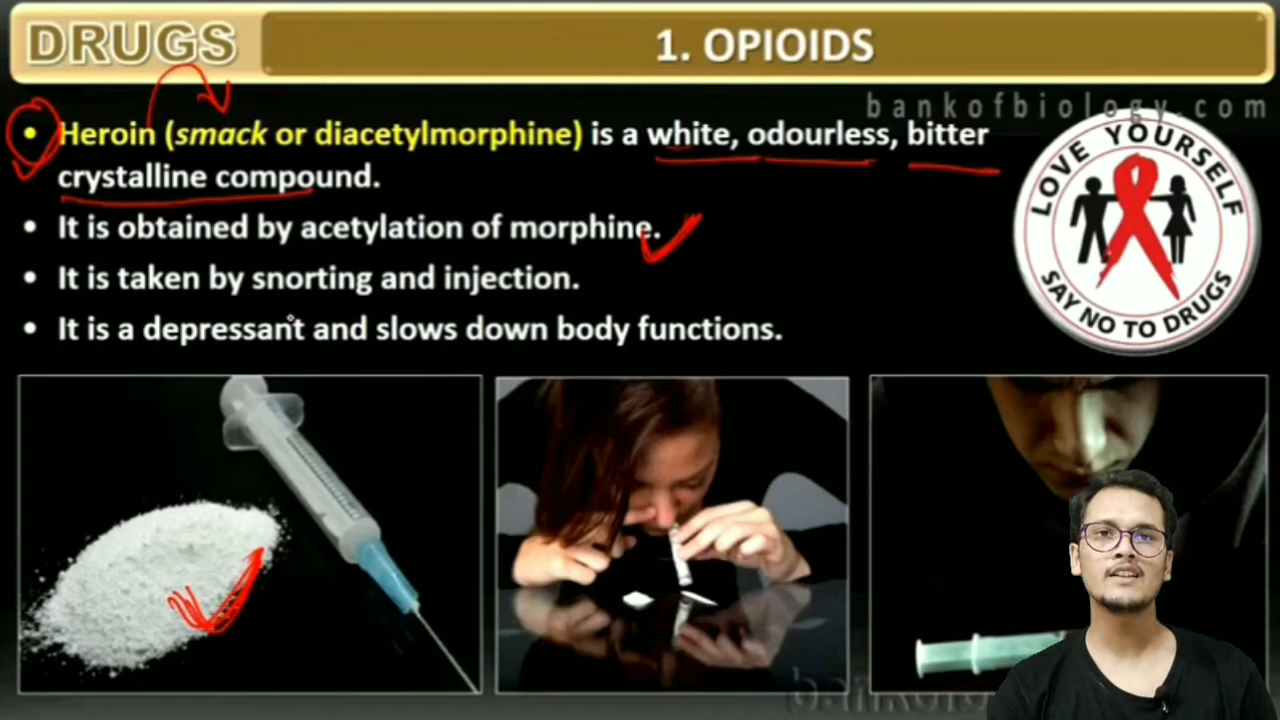 DRUGS
1. OPIOIDS
bankofbiology.com
• Heroin (smack or diacetylmorphine) is a white, odourless, bitter
crystalline compound.
• It is obtained by acetylation of morphine.
• It is taken by snorting and injection.
• It is a depressant and slows down body functions.
LOVE YOURSELF
SAY NO TO DRUGS